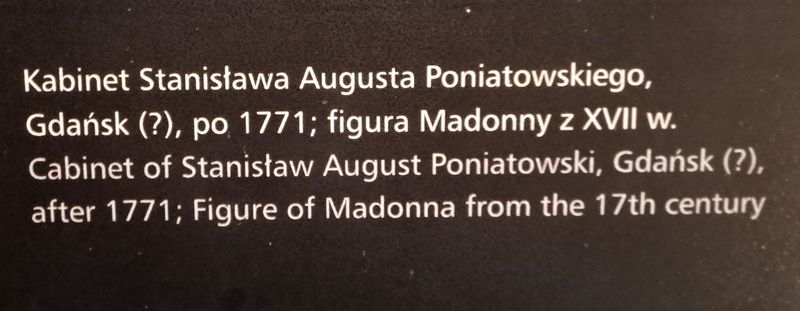 Kabinet Stanisława Augusta Poniatowskiego,
Gdańsk (?), po 1771; figura Madonny z XVII w.
Cabinet of Stanisław August Poniatowski, Gdańsk (?),
after 1771; Figure of Madonna from the 17th century